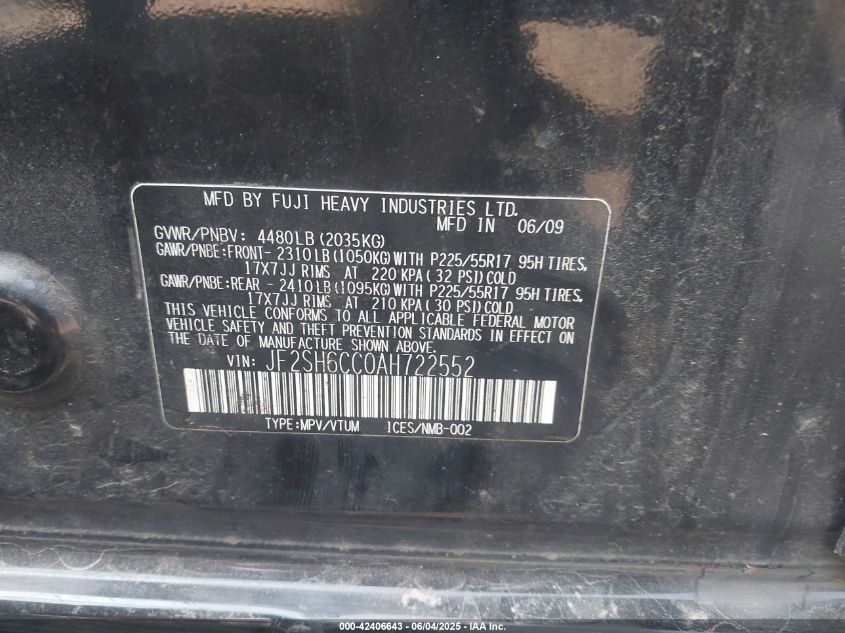 MFD BY FUJI HEAVY INDUSTRIES LTD.
MFD IN 06/09
GVWR/PNBV: 4480LB (2035KG)
GAWR/PNBE:FRONT- 2310 LB (1050KG) WITH P225/55R17 95H TIRES,
17X7JJ RIMS AT 220 KPA ( 32 PSI) COLD
GAWR/PNBE:REAR - 2410 LB (1095KG) WITH P225/55R17 95H TIRES,
17X7JJ RIMS AT 210 KPA ( 30 PSI) COLD
THIS VEHICLE CONFORMS TO ALL APPLICABLE FEDERAL MOTOR
VEHICLE SAFETY AND THEFT PREVENTION STANDARDS IN EFFECT ON
THE DATE OF MANUFACTURE SHOWN ABOVE.
VIN: JF2SH6CC0AH722552
TYPE:MPV/VTUM ICES/NMB-002
000-42406643 - 06/04/2025 - IAA Inc.